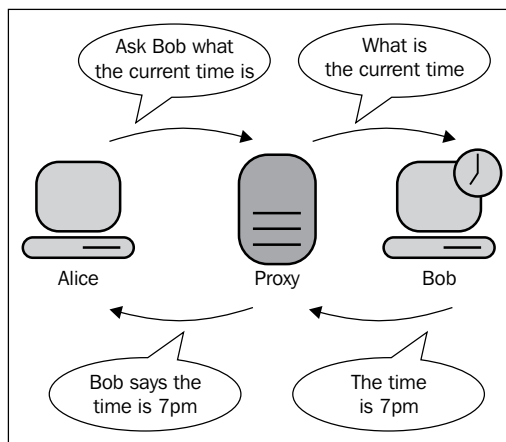 Ask Bob what
the current time is
What is
the current time
Alice
Proxy
Bob
Bob says the
time is 7pm
The time
is 7pm